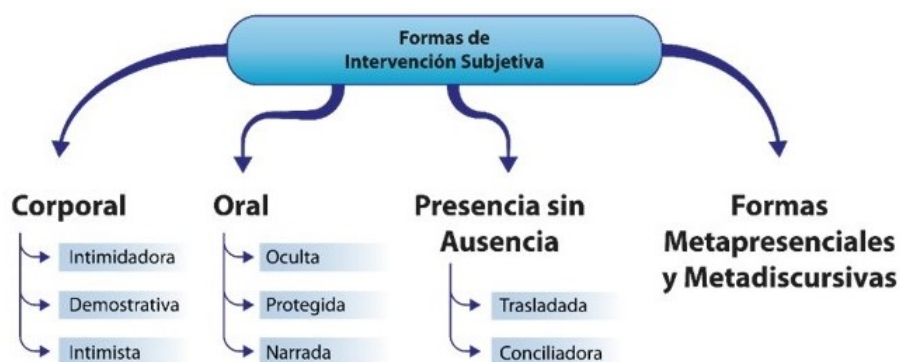 Formas de
Intervención Subjetiva
Corporal
Intimidadora
Demostrativa
Intimista
Oral
Oculta
Protegida
Narrada
Presencia sin
Ausencia
Trasladada
Conciliadora
Formas
Metapresenciales
y Metadiscursivas